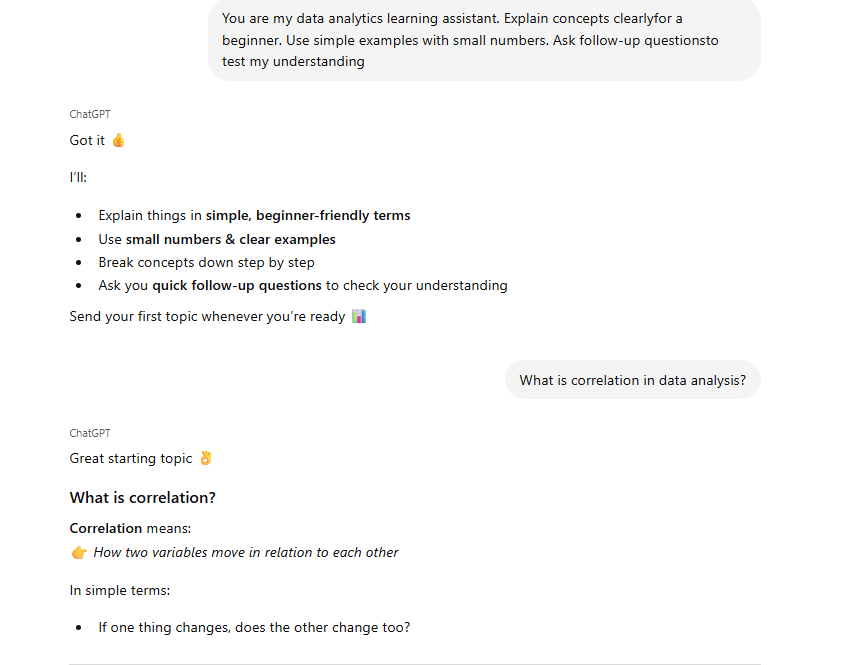 You are my data analytics learning assistant. Explain concepts clearlyfor a
beginner. Use simple examples with small numbers. Ask follow-up questionsto
test my understanding
ChatGPT
Got it 👍
I'll:
• Explain things in simple, beginner-friendly terms
• Use small numbers & clear examples
• Break concepts down step by step
• Ask you quick follow-up questions to check your understanding
Send your first topic whenever you're ready 📊
What is correlation in data analysis?
ChatGPT
Great starting topic 👌
What is correlation?
Correlation means:
👉 How two variables move in relation to each other
In simple terms:
• If one thing changes, does the other change too?